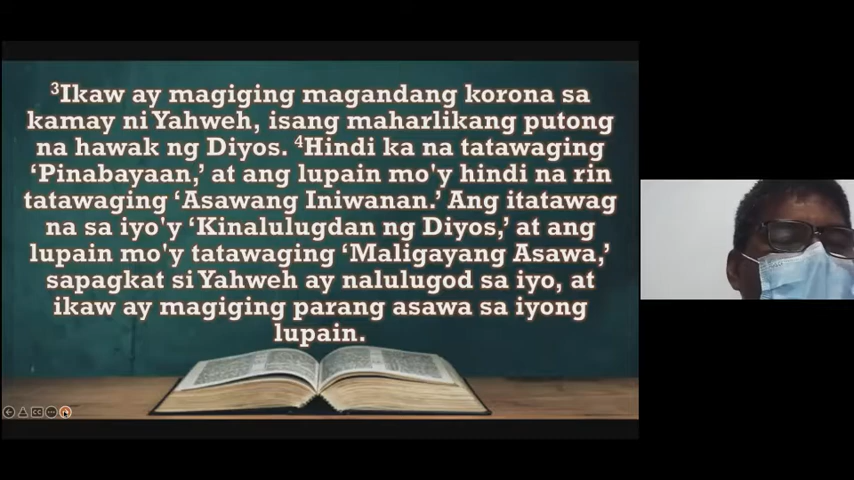 ³Ikaw ay magiging magandang korona sa
kamay ni Yahweh, isang maharlikang putong
na hawak ng Diyos. ⁴Hindi ka na tatawaging
‘Pinabayaan,’ at ang lupain mo'y hindi na rin
tatawaging ‘Asawang Iniwanan.’ Ang itatawag
na sa iyo'y ‘Kinalulugdan ng Diyos,’ at ang
lupain mo'y tatawaging ‘Maligayang Asawa,’
sapagkat si Yahweh ay nalulugod sa iyo, at
ikaw ay magiging parang asawa sa iyong
lupain.